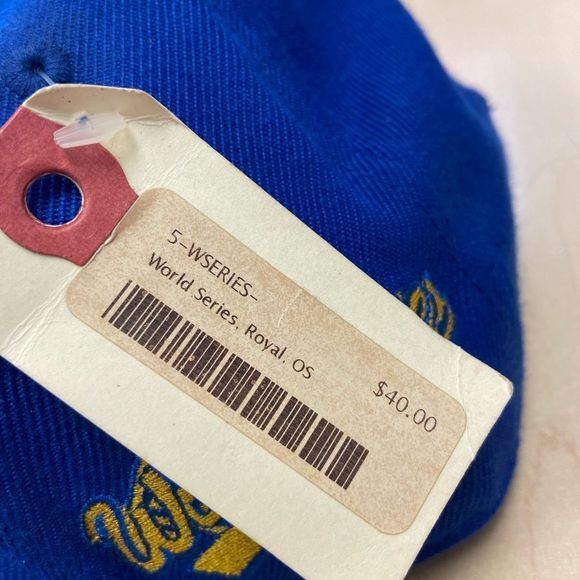 5-WSERIES-
World Series, Royal, OS
$40.00